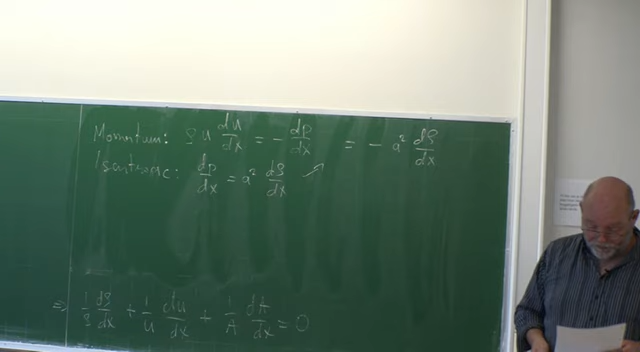 Momentum: ρ u du/dx = - dp/dx = - a² dρ/dx
Isentropic: dp/dx = a² dρ/dx ↗
⇒ 1/ρ dρ/dx + 1/u du/dx + 1/A dA/dx = 0